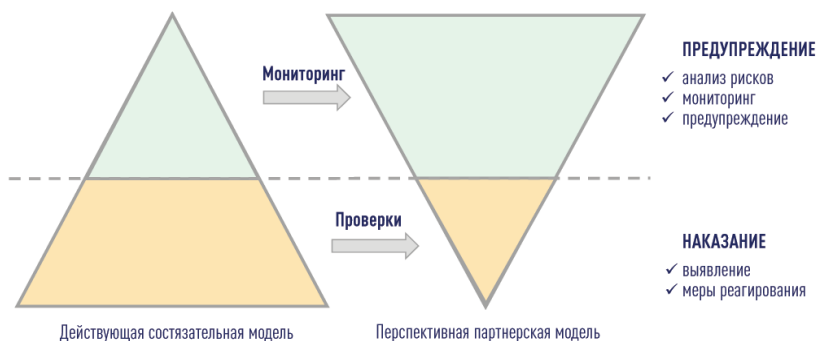 Мониторинг
ПРЕДУПРЕЖДЕНИЕ
✓ анализ рисков
✓ мониторинг
✓ предупреждение
Проверки
НАКАЗАНИЕ
✓ выявление
✓ меры реагирования
Действующая состязательная модель
Перспективная партнерская модель